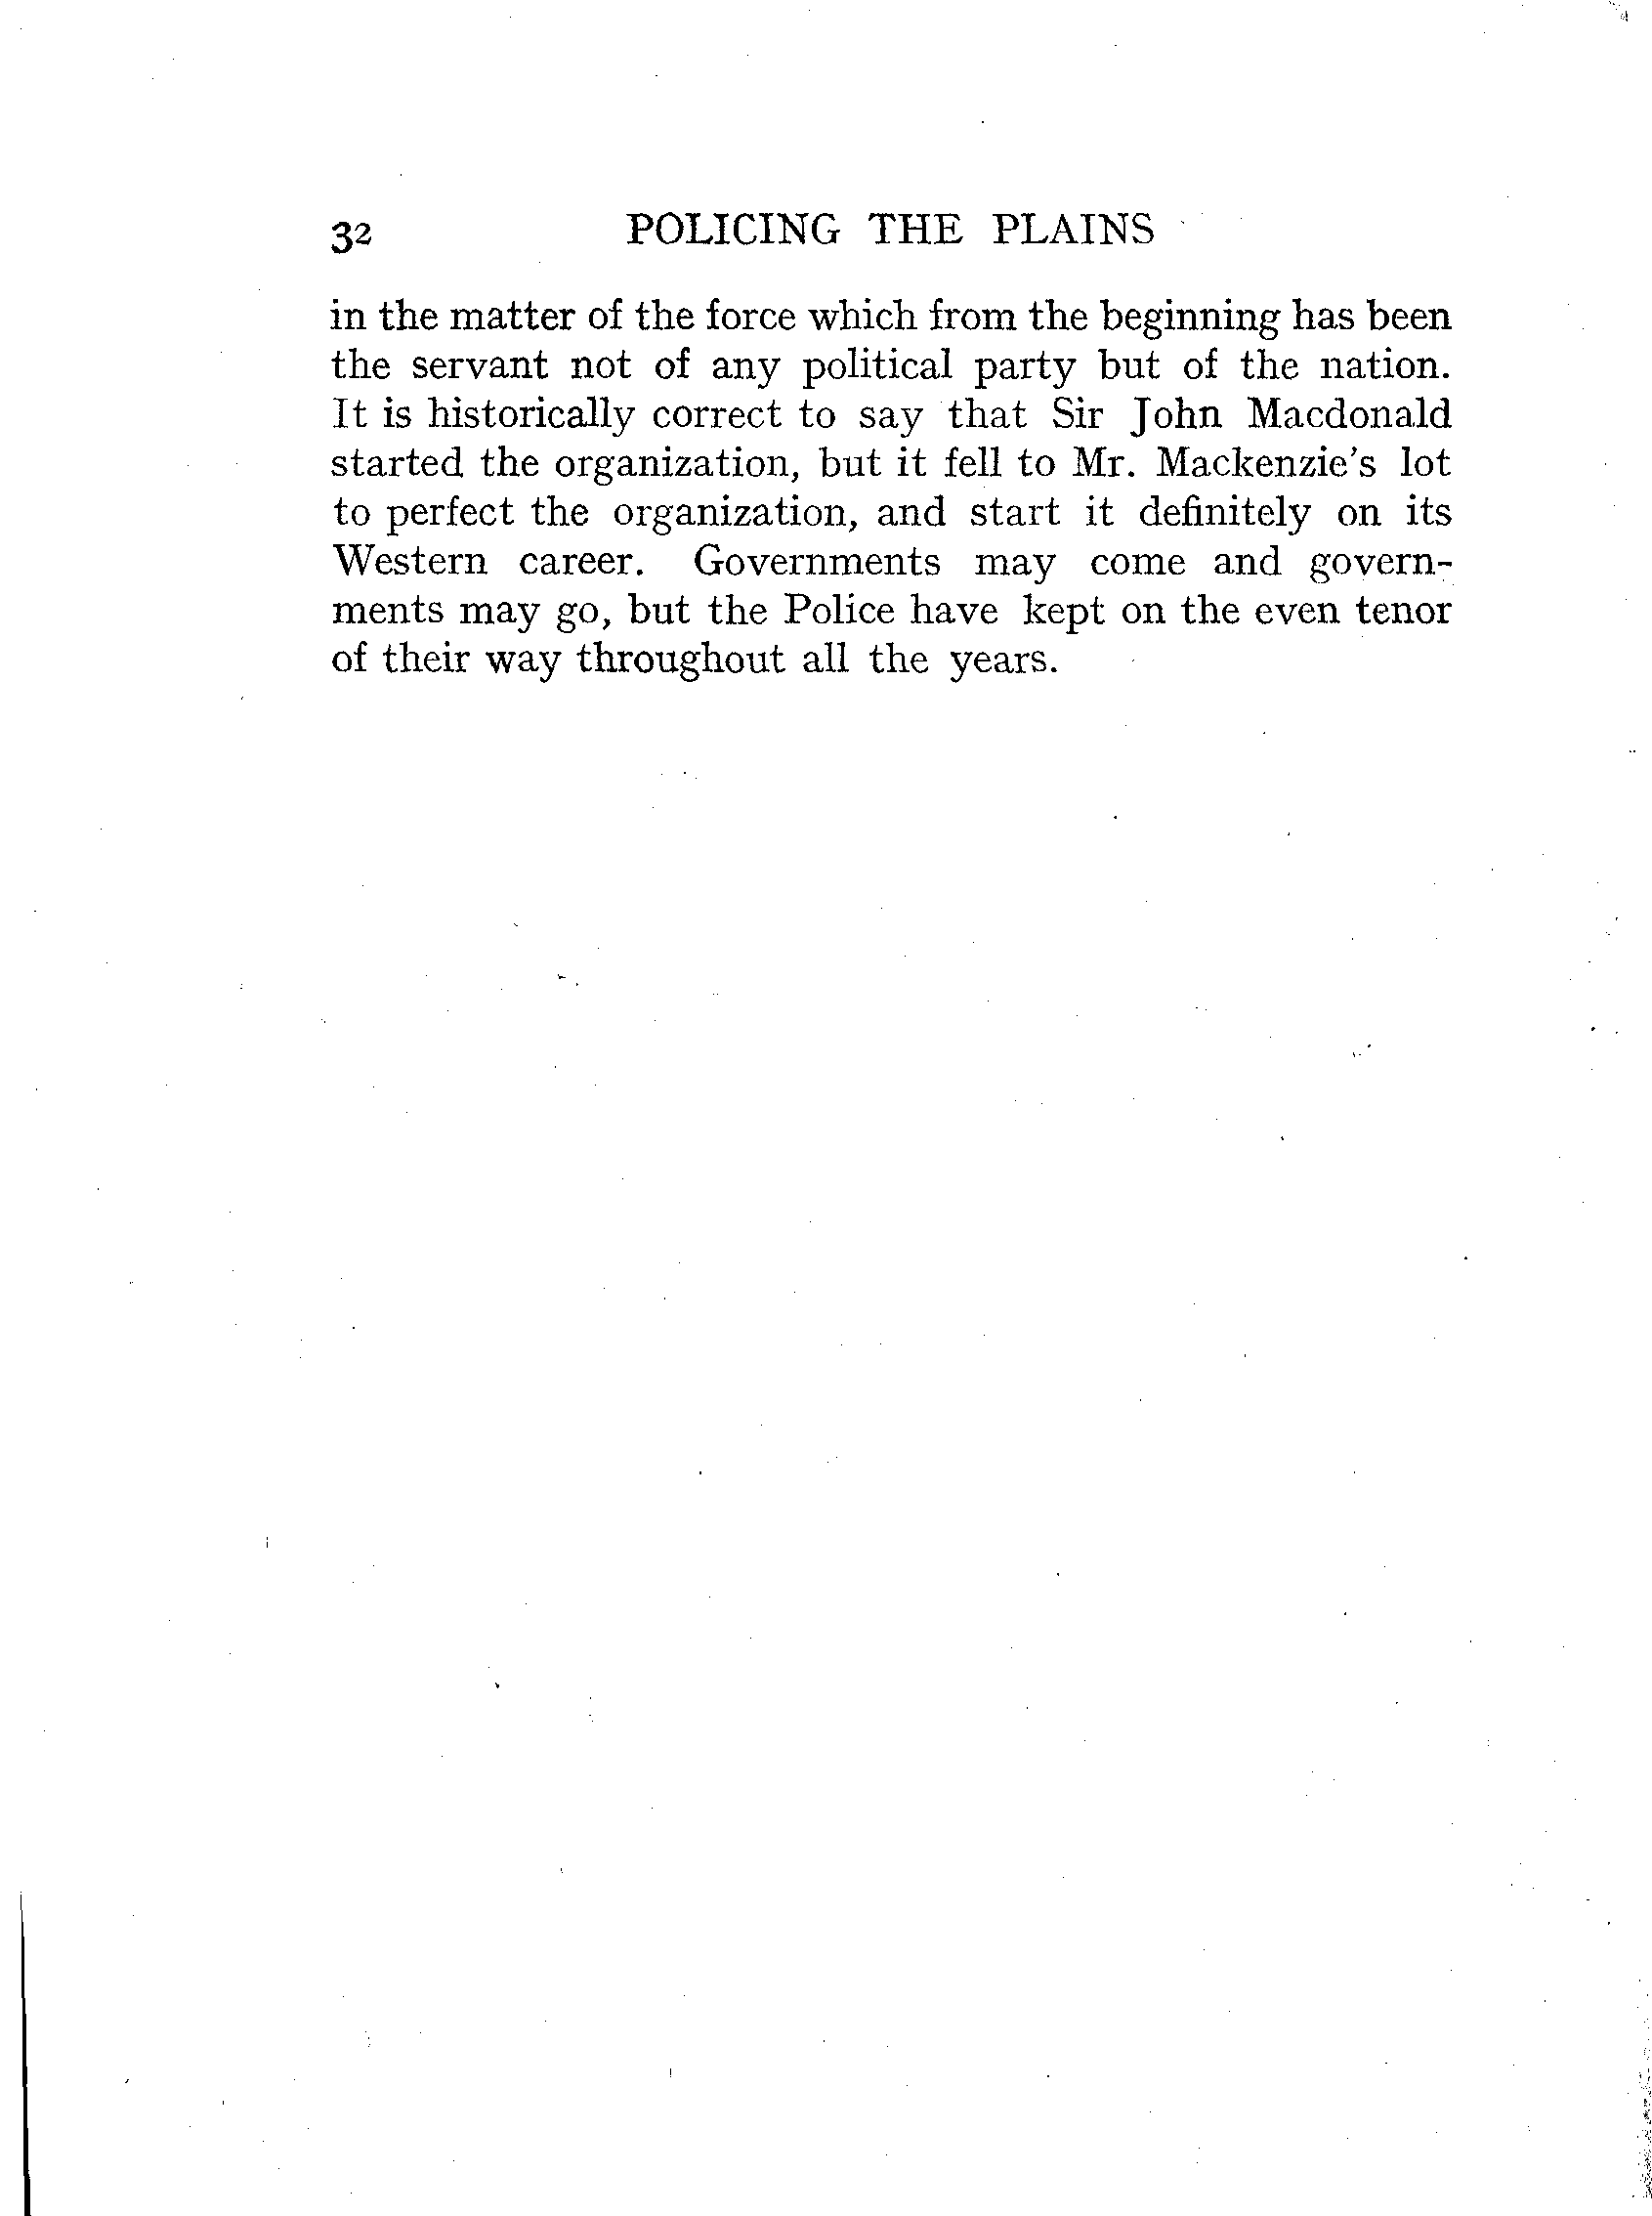 32 POLICING THE PLAINS
in the matter of the force which from the beginning has been
the servant not of any political party but of the nation.
It is historically correct to say that Sir John Macdonald
started the organization, but it fell to Mr. Mackenzie's lot
to perfect the organization, and start it definitely on its
Western career. Governments may come and govern-
ments may go, but the Police have kept on the even tenor
of their way throughout all the years.